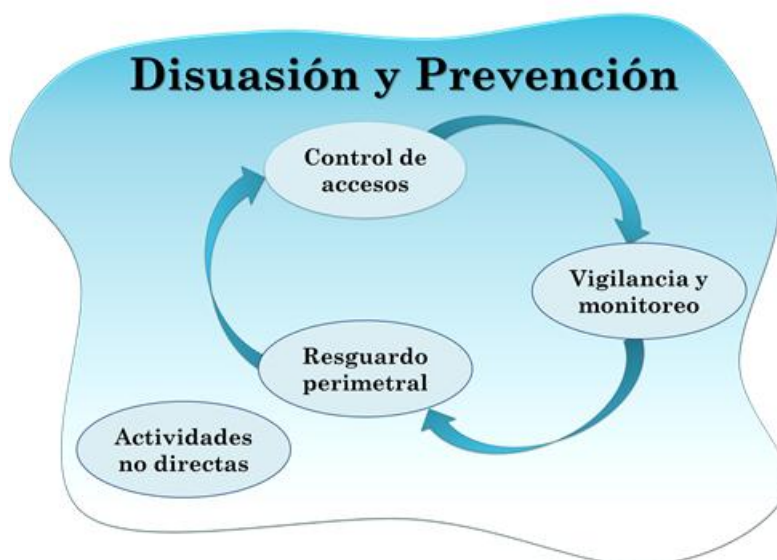 Disuasión y Prevención
Control de
accesos
Vigilancia y
monitoreo
Resguardo
perimetral
Actividades
no directas